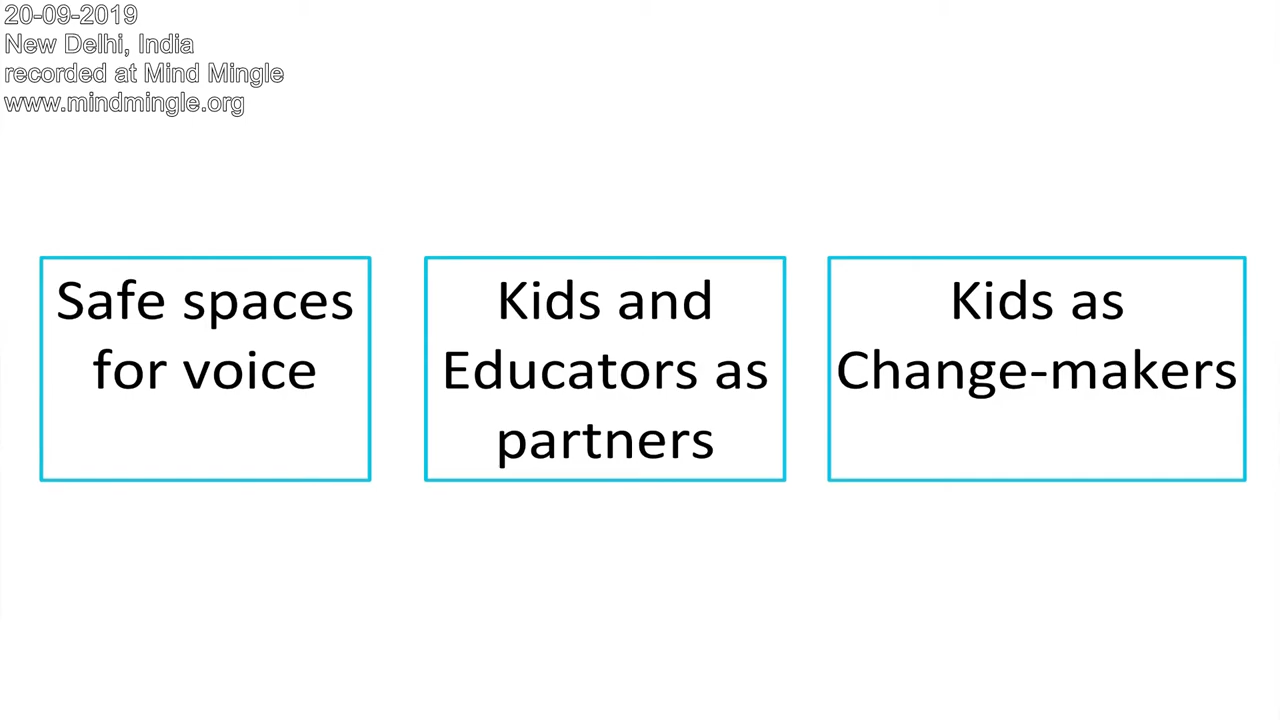 20-09-2019
New Delhi, India
recorded at Mind Mingle
www.mindmingle.org
Safe spaces
for voice
Kids and
Educators as
partners
Kids as
Change-makers